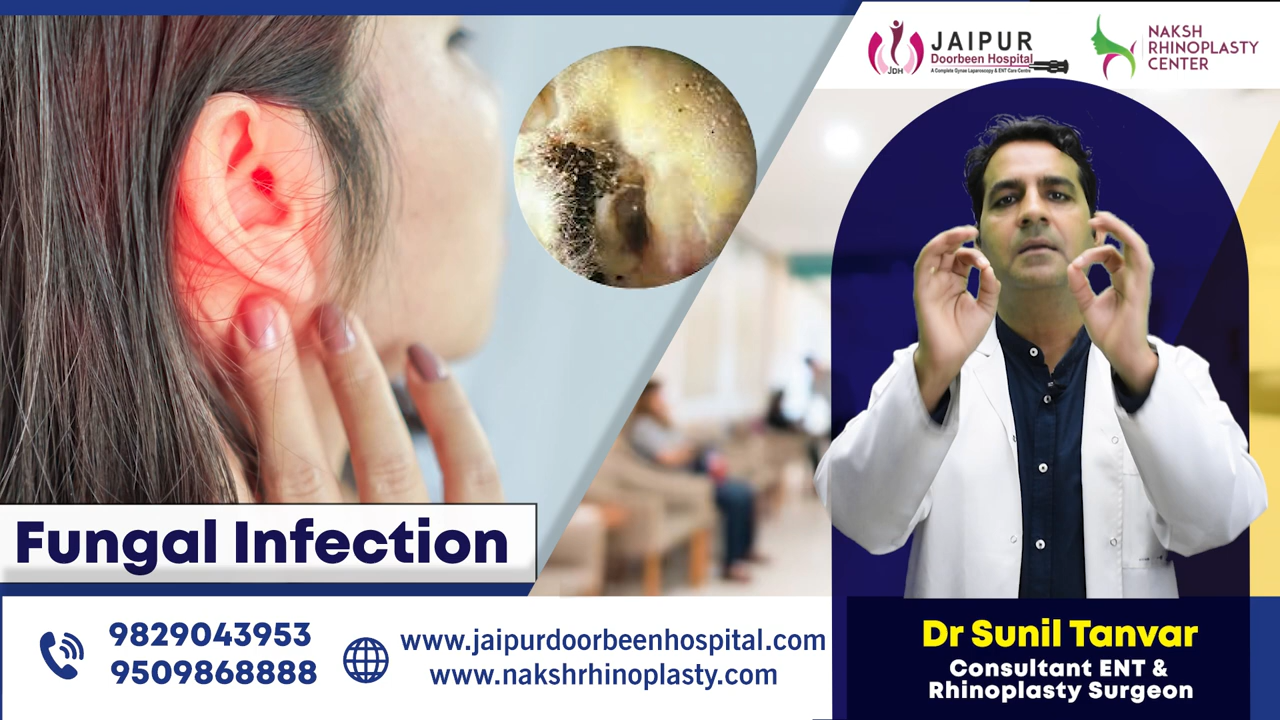 JAIPUR
Doorbeen Hospital
A Complete Gynae Laparoscopy & ENT Care Centre
JDH
NAKSH
RHINOPLASTY
CENTER
Fungal Infection
9829043953
9509868888
www.jaipurdoorbeenhospital.com
www.nakshrhinoplasty.com
Dr Sunil Tanvar
Consultant ENT &
Rhinoplasty Surgeon